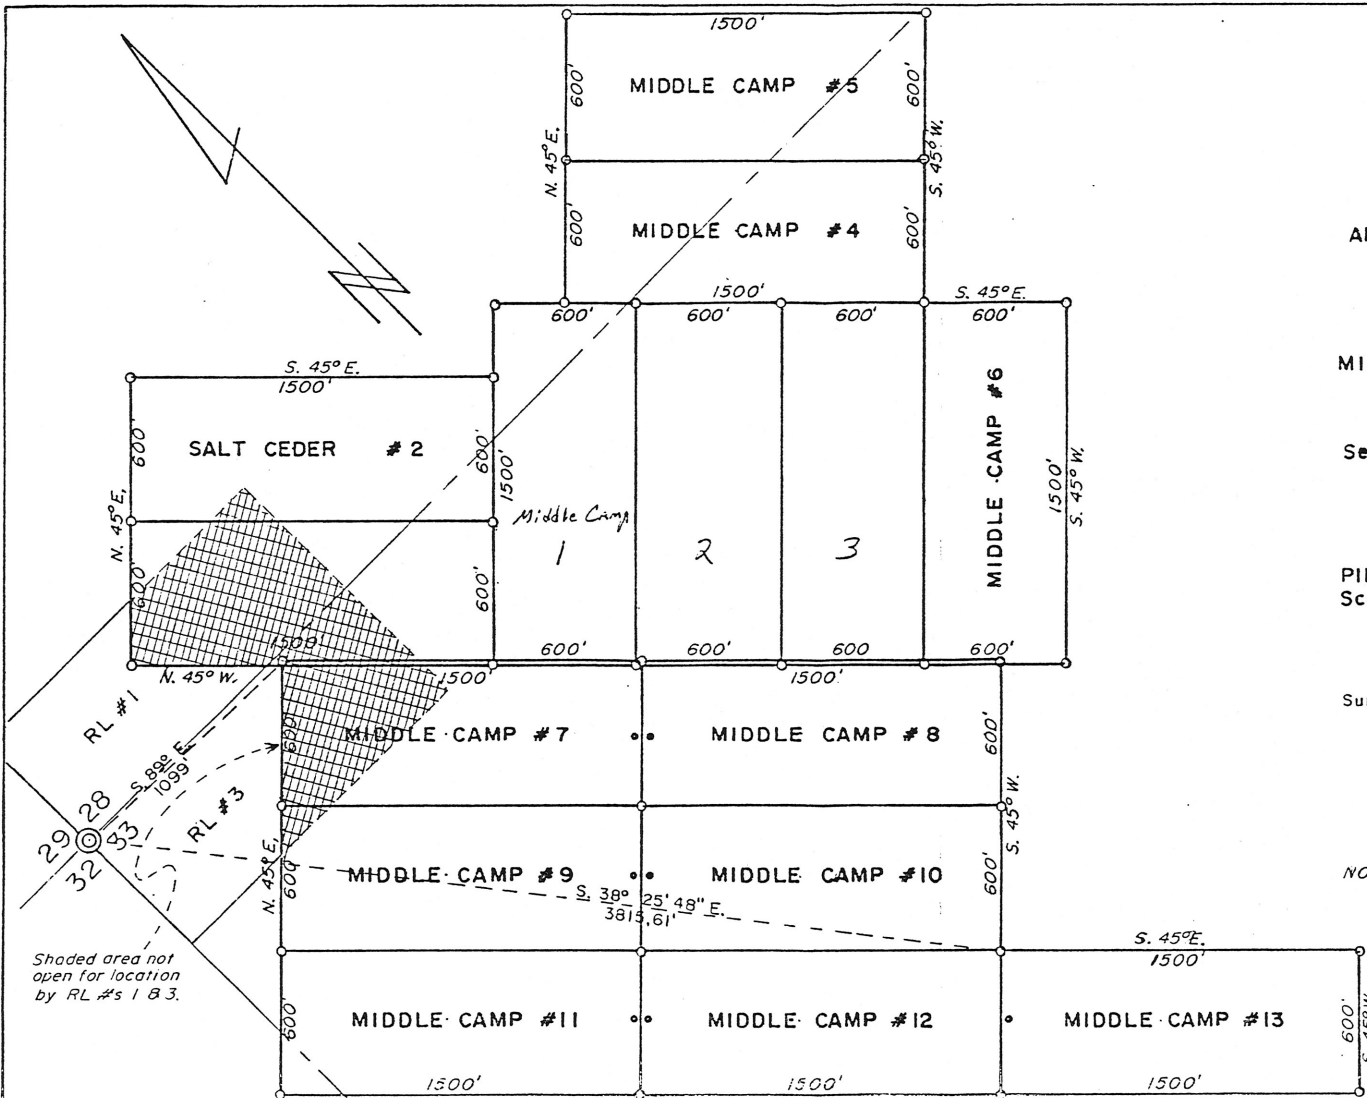 1500'
600'
MIDDLE CAMP #5
600'
N. 45° E.
S. 45° W.
600'
MIDDLE CAMP #4
600'
1500'
S. 45° E.
600'
600'
600'
600'
S. 45° E.
1500'
600'
SALT CEDER #2
600'
1500'
N. 45° E.
600'
600'
Middle Camp
1
2
3
MIDDLE CAMP #6
1500'
S. 45° W.
600'
600'
600
600'
N. 45° W.
1500'
1500'
RL #1
S. 89° E.
1099'
RL #3
28
29
33
32
600'
MIDDLE CAMP #7
MIDDLE CAMP #8
600'
N. 45° E.
600'
MIDDLE CAMP #9
MIDDLE CAMP #10
600'
S. 45° W.
S. 38° 25' 48" E.
3815.61'
S. 45° E.
1500'
Shaded area not
open for location
by RL #s 1 & 3.
600'
MIDDLE CAMP #11
MIDDLE CAMP #12
MIDDLE CAMP #13
600'
1500'
1500'
1500'
MI
Se
Sc
NO